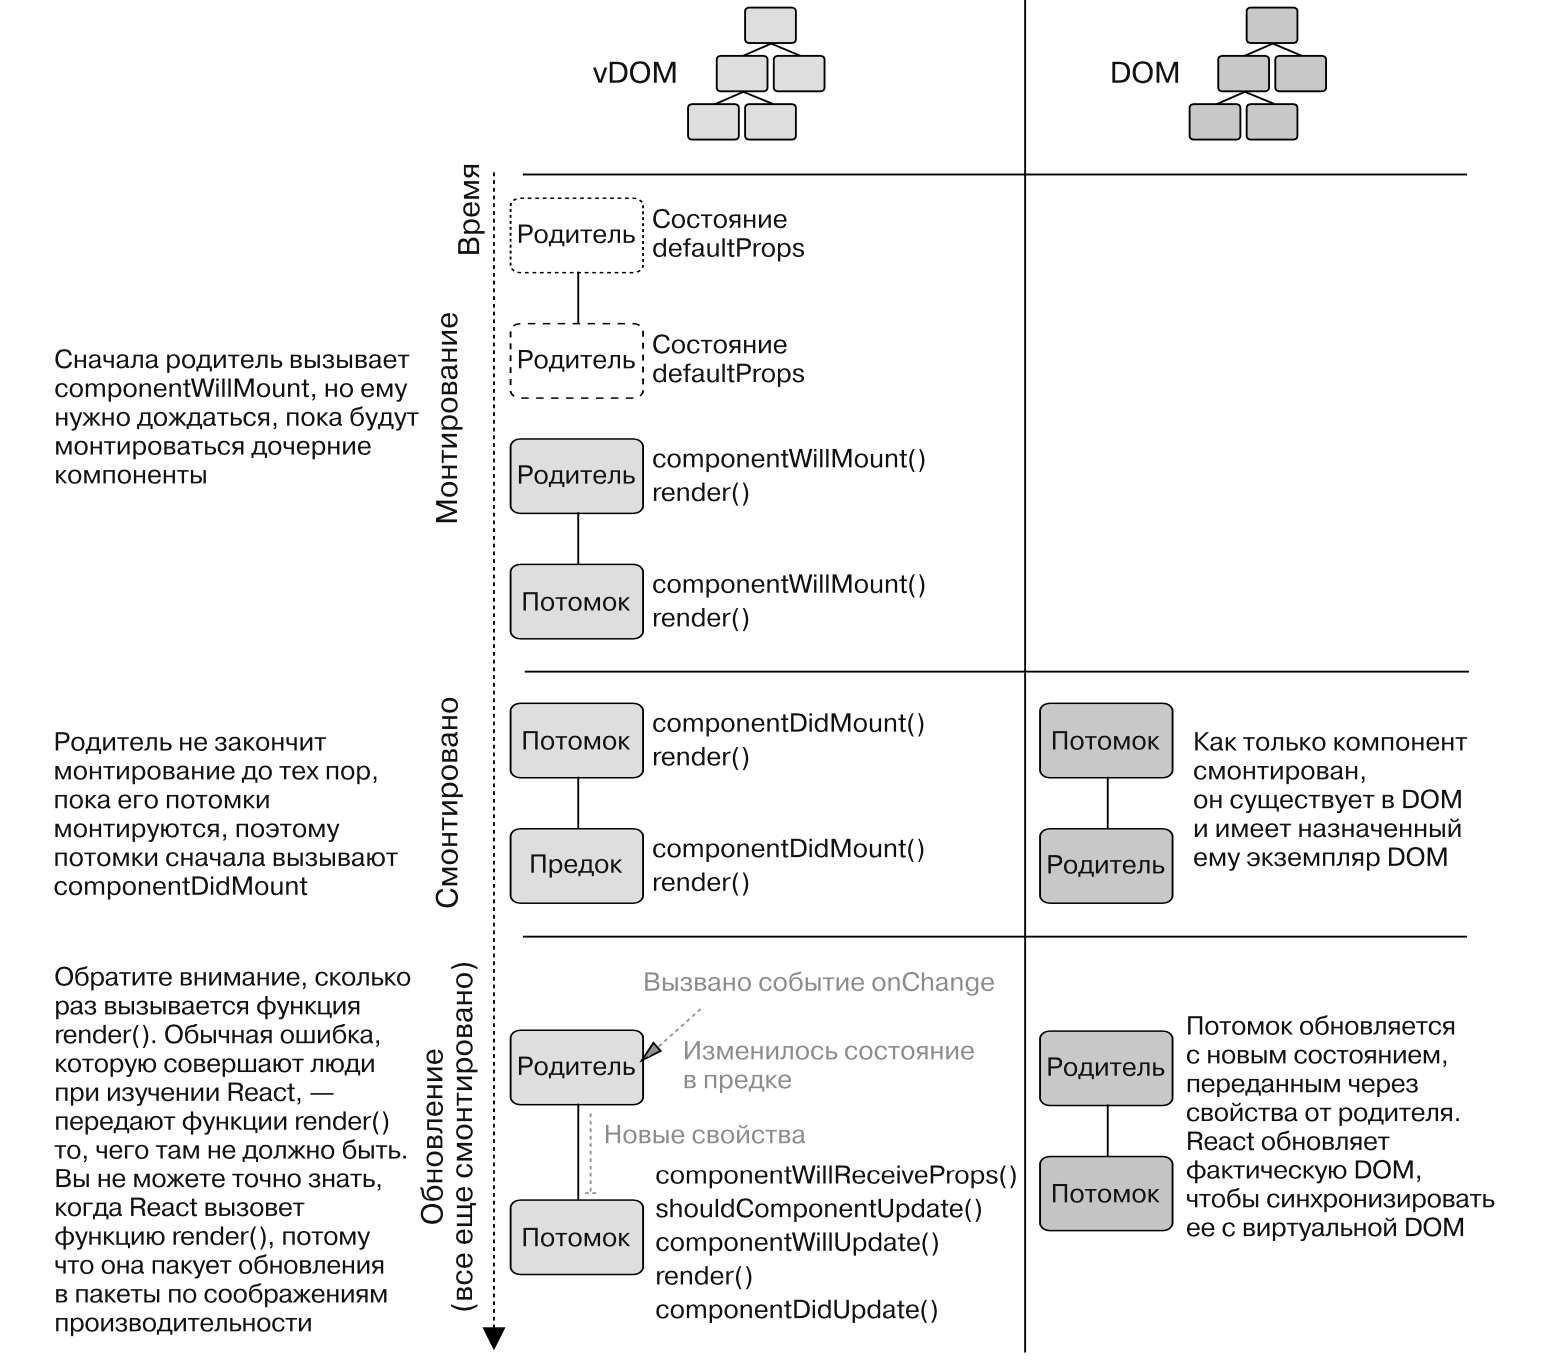 vDOM
DOM
Время
Родитель
Состояние
defaultProps
Родитель
Состояние
defaultProps
Монтирование
Сначала родитель вызывает
componentWillMount, но ему
нужно дождаться, пока будут
монтироваться дочерние
компоненты
Родитель
componentWillMount()
render()
Потомок
componentWillMount()
render()
Смонтировано
Родитель не закончит
монтирование до тех пор,
пока его потомки
монтируются, поэтому
потомки сначала вызывают
componentDidMount
Потомок
componentDidMount()
render()
Предок
componentDidMount()
render()
Потомок
Родитель
Как только компонент
смонтирован,
он существует в DOM
и имеет назначенный
ему экземпляр DOM
Обновление
(все еще смонтировано)
Обратите внимание, сколько
раз вызывается функция
render(). Обычная ошибка,
которую совершают люди
при изучении React, —
передают функции render()
то, чего там не должно быть.
Вы не можете точно знать,
когда React вызовет
функцию render(), потому
что она пакует обновления
в пакеты по соображениям
производительности
Вызвано событие onChange
Родитель
Изменилось состояние
в предке
Новые свойства
Потомок
componentWillReceiveProps()
shouldComponentUpdate()
componentWillUpdate()
render()
componentDidUpdate()
Родитель
Потомок
Потомок обновляется
с новым состоянием,
переданным через
свойства от родителя.
React обновляет
фактическую DOM,
чтобы синхронизировать
ее с виртуальной DOM